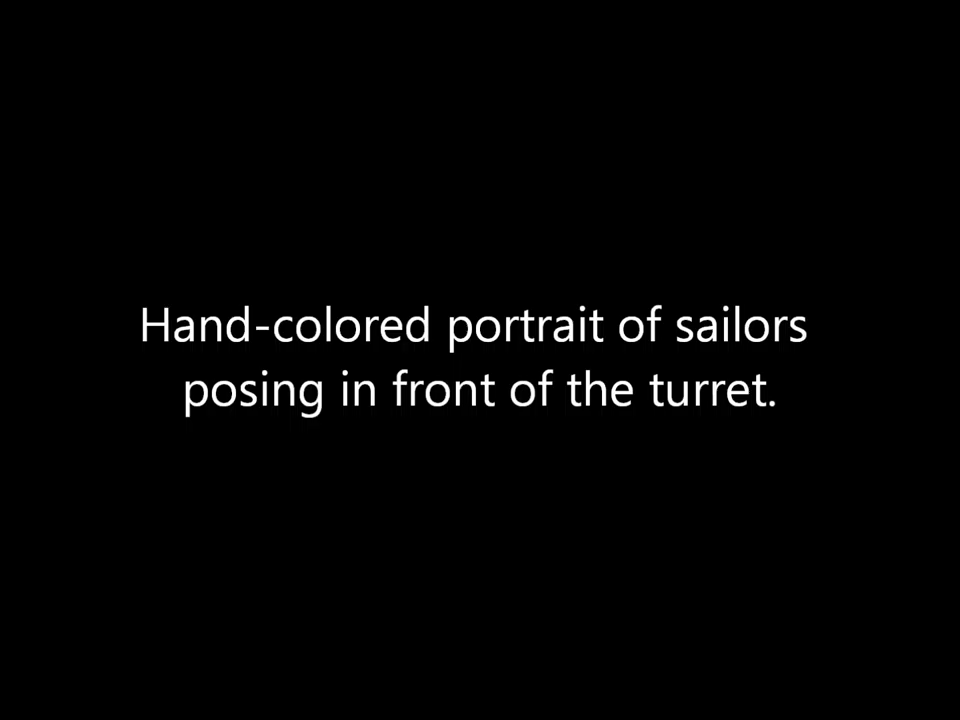 Hand-colored portrait of sailors
posing in front of the turret.